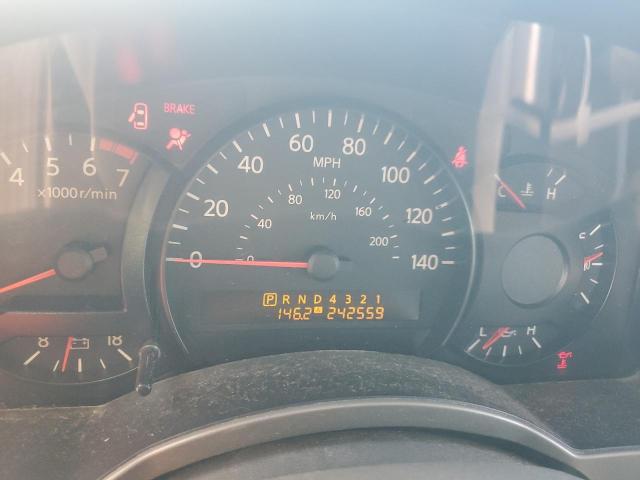 BRAKE
4 5 6 7
x1000r/min
0 20 40 60 80 100 120 140
MPH
0 40 80 120 160 200
km/h
C H
P R N D 4 3 2 1
146.2 A 242559
8 18
L H